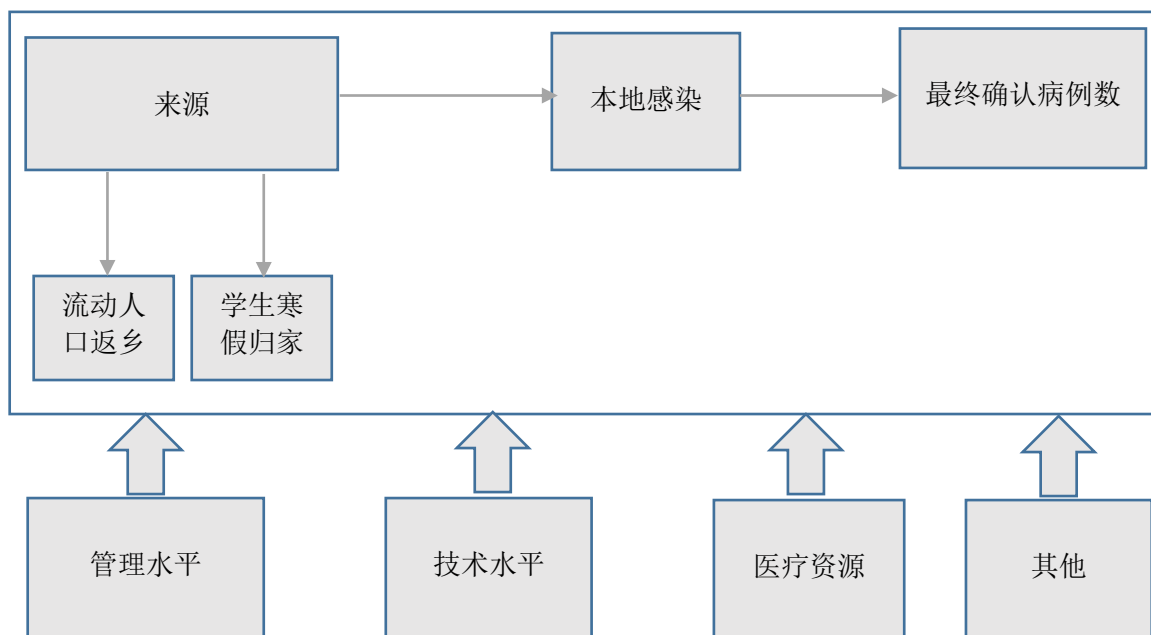 来源
本地感染
最终确认病例数
流动人
口返乡
学生寒
假归家
管理水平
技术水平
医疗资源
其他